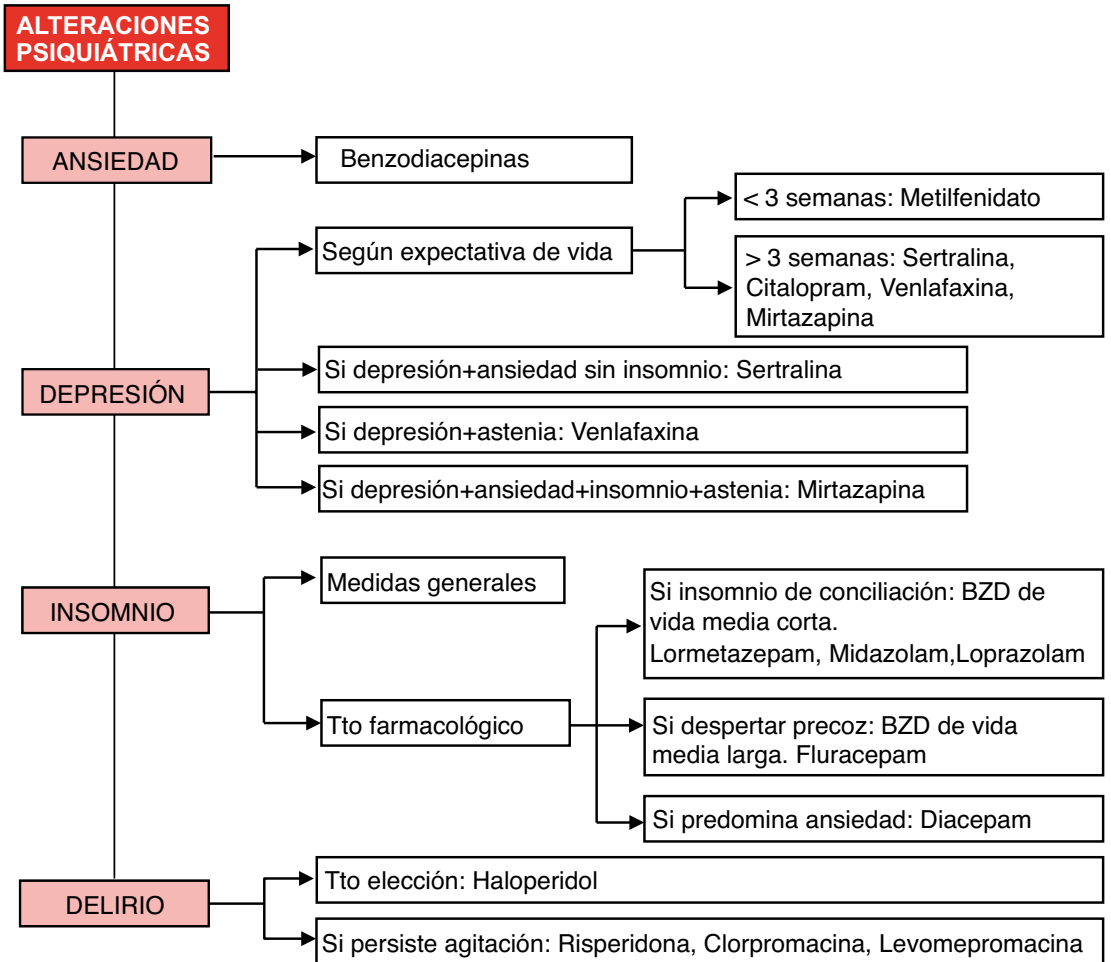 ALTERACIONES
PSIQUIÁTRICAS
ANSIEDAD
Benzodiacepinas
DEPRESIÓN
Según expectativa de vida
< 3 semanas: Metilfenidato
> 3 semanas: Sertralina,
Citalopram, Venlafaxina,
Mirtazapina
Si depresión+ansiedad sin insomnio: Sertralina
Si depresión+astenia: Venlafaxina
Si depresión+ansiedad+insomnio+astenia: Mirtazapina
INSOMNIO
Medidas generales
Tto farmacológico
Si insomnio de conciliación: BZD de
vida media corta.
Lormetazepam, Midazolam,Loprazolam
Si despertar precoz: BZD de vida
media larga. Fluracepam
Si predomina ansiedad: Diacepam
DELIRIO
Tto elección: Haloperidol
Si persiste agitación: Risperidona, Clorpromacina, Levomepromacina